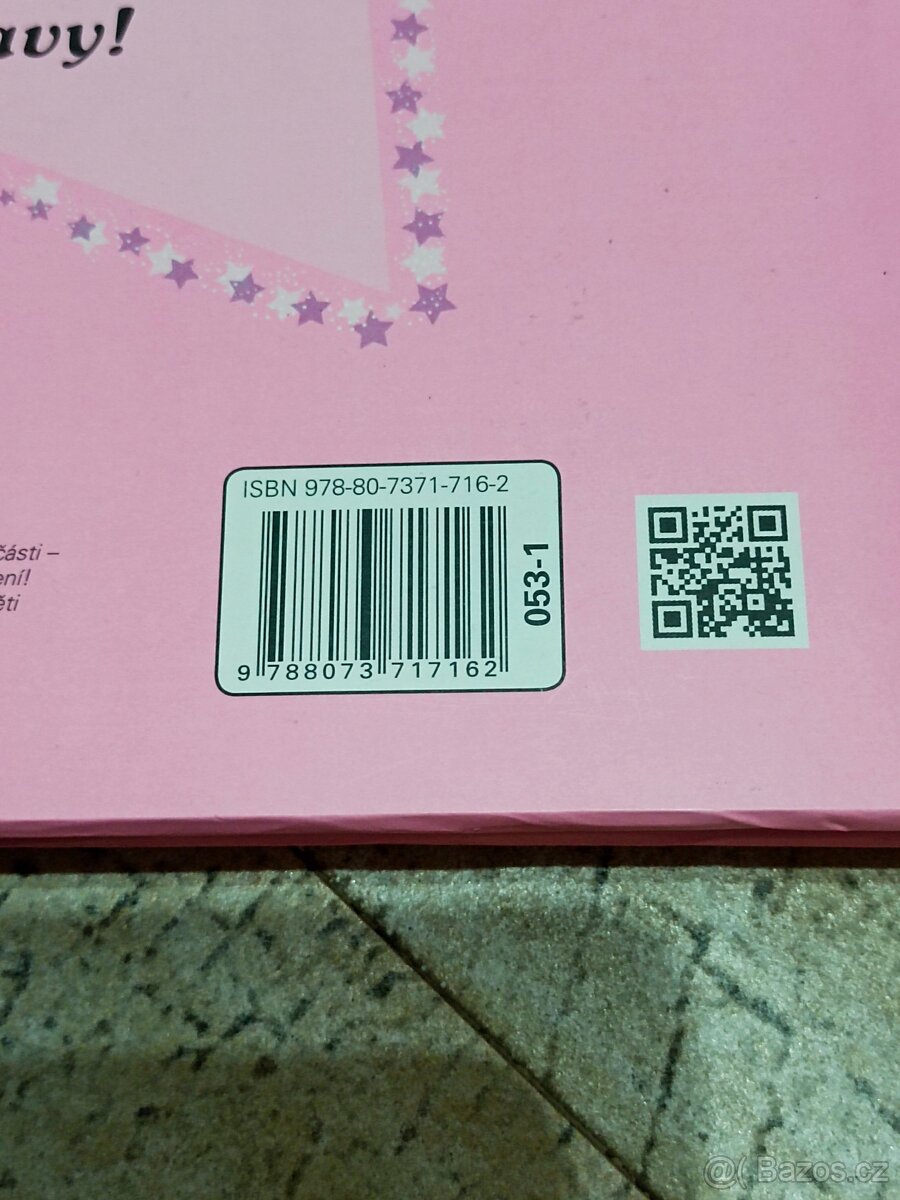 avy!
ISBN 978-80-7371-716-2
části –
ení!
ěti
053-1
9 788073 717162
@( Bazos.cz